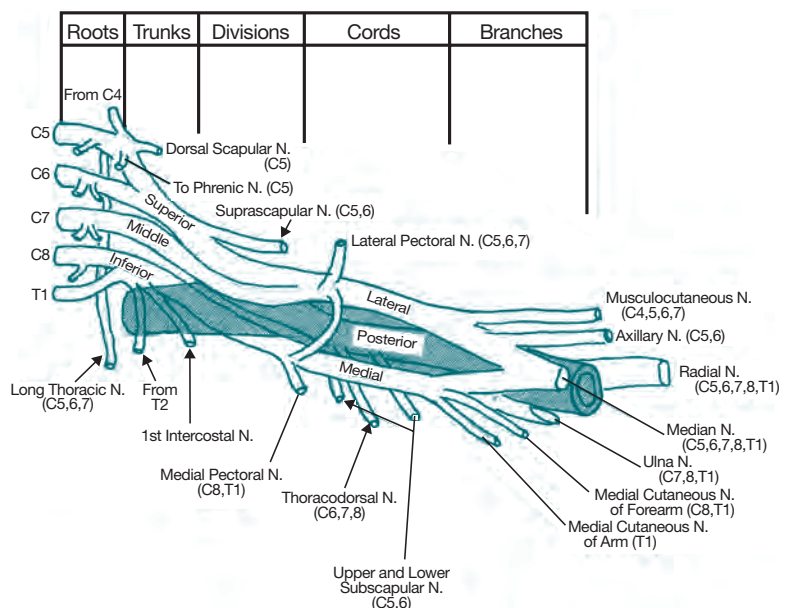 Roots Trunks Divisions Cords Branches
From C4
C5
Dorsal Scapular N.
(C5)
C6
To Phrenic N. (C5)
Superior
Suprascapular N. (C5,6)
C7
Middle
Lateral Pectoral N. (C5,6,7)
C8
Inferior
T1
Lateral
Musculocutaneous N.
(C4,5,6,7)
Posterior
Axillary N. (C5,6)
Medial
Radial N.
(C5,6,7,8,T1)
Long Thoracic N.
(C5,6,7)
From
T2
1st Intercostal N.
Median N.
(C5,6,7,8,T1)
Medial Pectoral N.
(C8,T1)
Ulna N.
(C7,8,T1)
Thoracodorsal N.
(C6,7,8)
Medial Cutaneous N.
of Forearm (C8,T1)
Medial Cutaneous N.
of Arm (T1)
Upper and Lower
Subscapular N.
(C5,6)